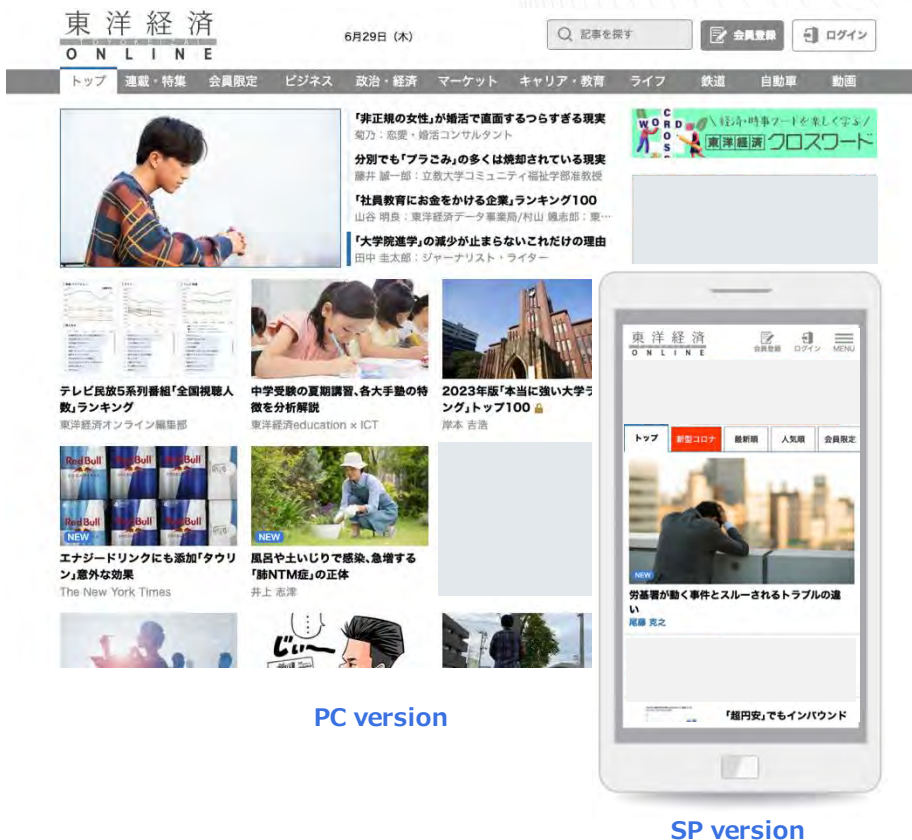 東洋経済
TOYOKEIZAI
ONLINE
6月29日（木）
記事を探す
会員登録
ログイン
トップ 連載・特集 会員限定 ビジネス 政治・経済 マーケット キャリア・教育 ライフ 鉄道 自動車 動画
「非正規の女性」が婚活で直面するつらすぎる現実
菊乃：恋愛・婚活コンサルタント
分別でも「プラごみ」の多くは焼却されている現実
藤井 誠一郎：立教大学コミュニティ福祉学部准教授
「社員教育にお金をかける企業」ランキング100
山谷 明良：東洋経済データ事業局/村山 颯志郎：東…
「大学院進学」の減少が止まらないこれだけの理由
田中 圭太郎：ジャーナリスト・ライター
CROSS
WORD
\ 経済・時事ワードを楽しく学ぶ /
東洋経済 クロスワード
テレビ民放5系列番組「全国視聴人
数」ランキング
東洋経済オンライン編集部
中学受験の夏期講習、各大手塾の特
徴を分析解説
東洋経済education × ICT
2023年版「本当に強い大学ラ
ング」トップ100
岸本 吉浩
RedBull
NEW
エナジードリンクにも添加「タウリ
ン」意外な効果
The New York Times
NEW
風呂や土いじりで感染、急増する
「肺NTM症」の正体
井上 志津
じぃ〜
PC version
東洋経済
ONLINE
会員登録
ログイン
MENU
トップ 新型コロナ 最新順 人気順 会員限定
NEW
労基署が動く事件とスルーされるトラブルの違
い
尾藤 克之
「超円安」でもインバウンド
SP version